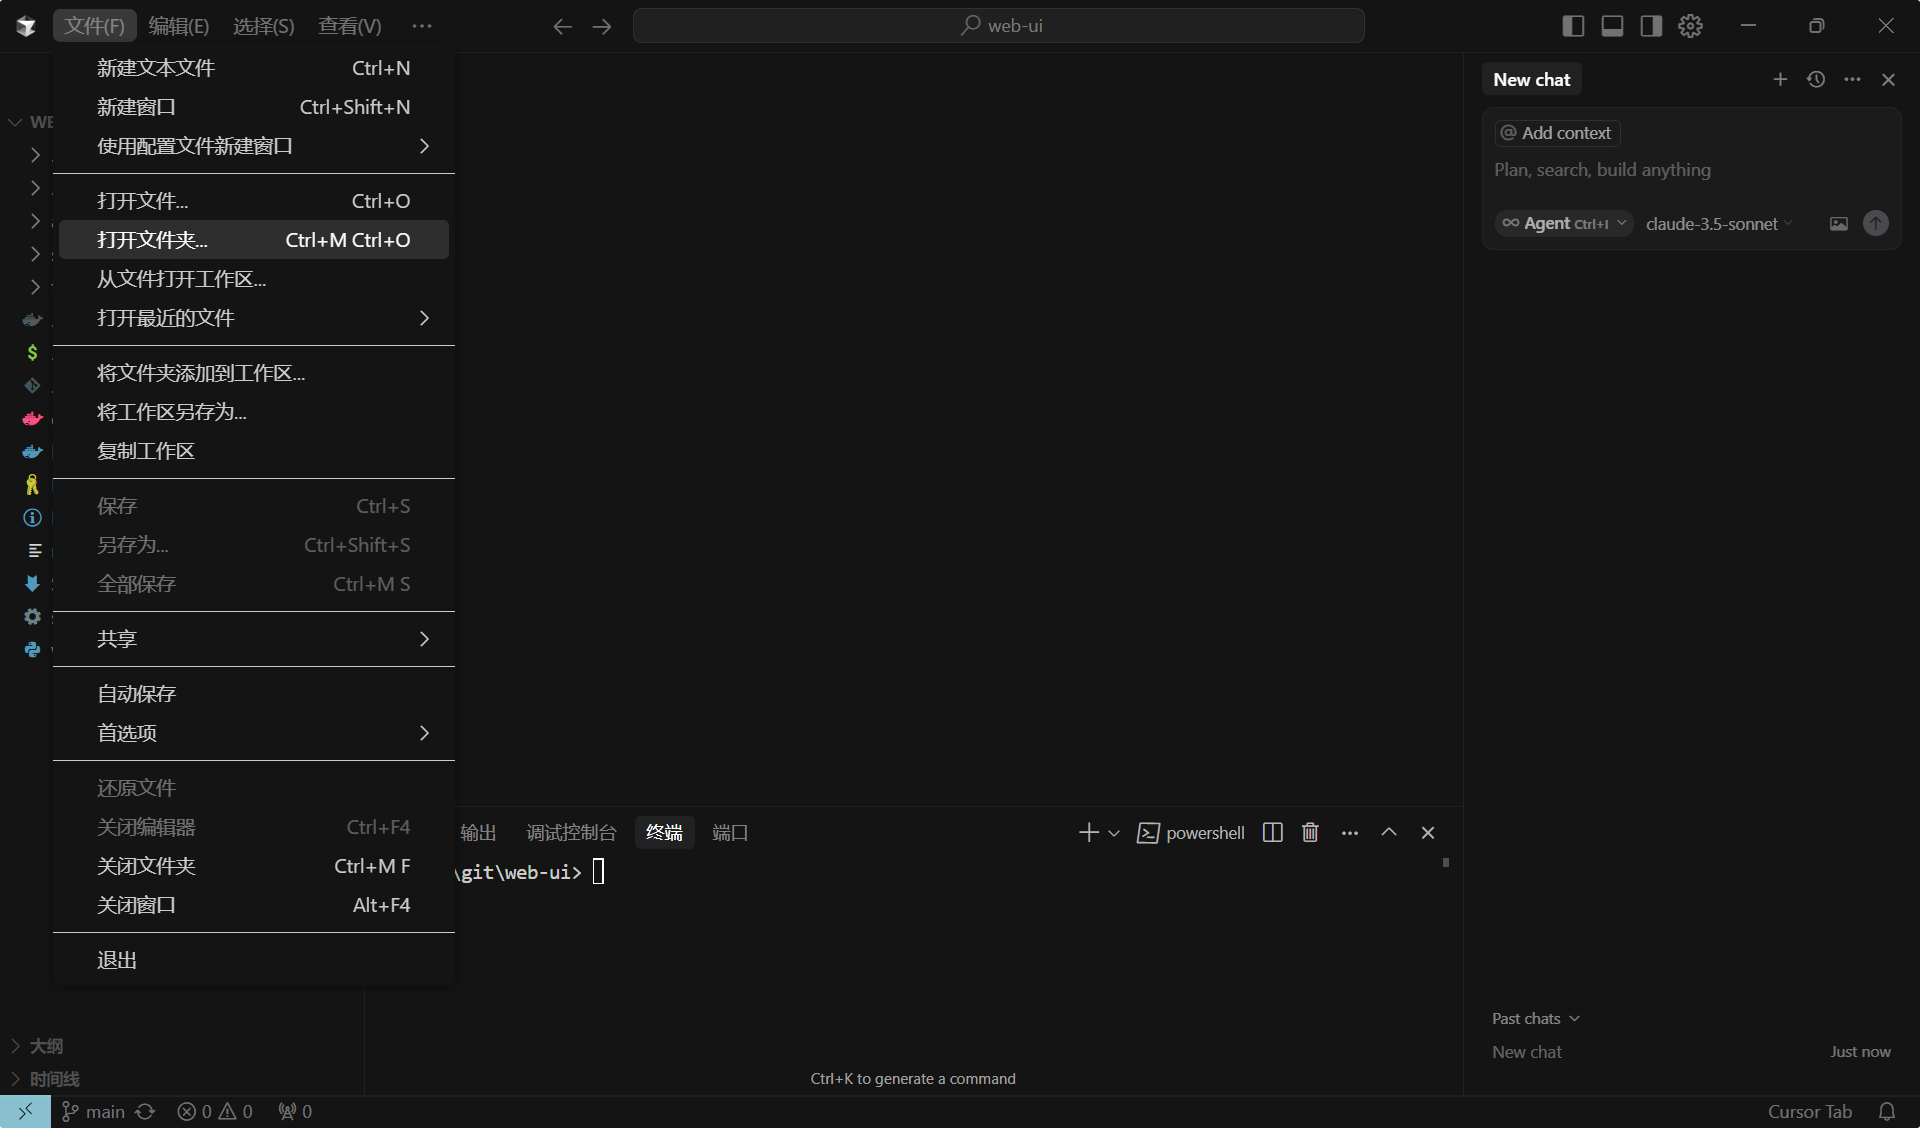 文件(F) 编辑(E) 选择(S) 查看(V) ··· web-ui
新建文本文件 Ctrl+N
新建窗口 Ctrl+Shift+N
使用配置文件新建窗口
打开文件... Ctrl+O
打开文件夹... Ctrl+M Ctrl+O
从文件打开工作区...
打开最近的文件
将文件夹添加到工作区...
将工作区另存为...
复制工作区
保存 Ctrl+S
另存为... Ctrl+Shift+S
全部保存 Ctrl+M S
共享
自动保存
首选项
还原文件
关闭编辑器 Ctrl+F4
关闭文件夹 Ctrl+M F
关闭窗口 Alt+F4
退出
大纲
时间线
输出 调试控制台 终端 端口 powershell
\git\web-ui>
Ctrl+K to generate a command
New chat
@ Add context
Plan, search, build anything
Agent Ctrl+I claude-3.5-sonnet
Past chats
New chat Just now
main 0 0 0 Cursor Tab